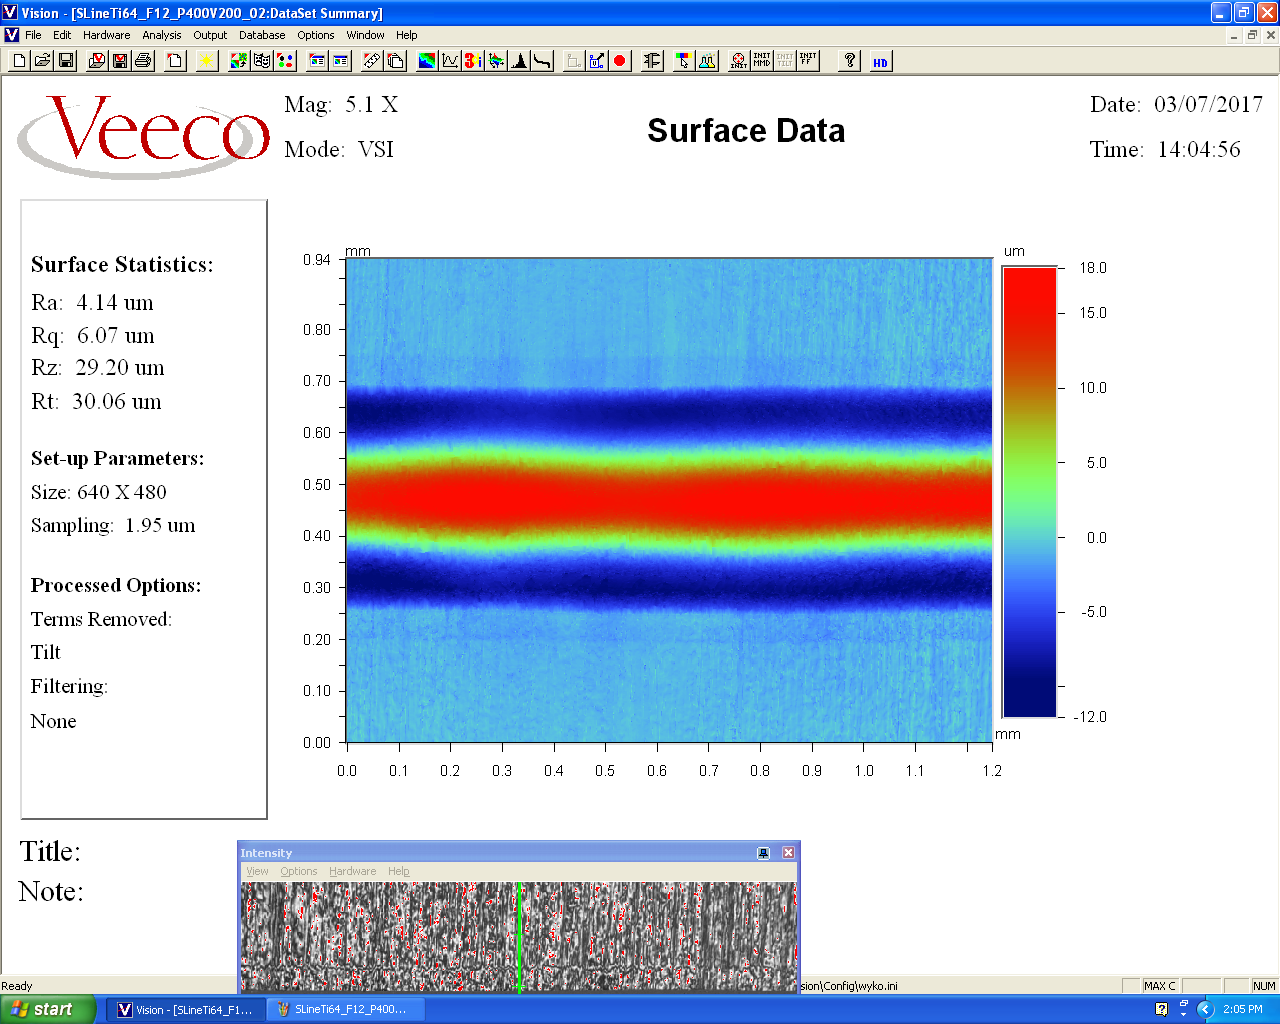 Vision - [SLineTi64_F12_P400V200_02:DataSet Summary]
File Edit Hardware Analysis Output Database Options Window Help
INIT INIT MMD INIT TILT INIT FF ? HD
Veeco
Mag: 5.1 X
Mode: VSI
Surface Data
Date: 03/07/2017
Time: 14:04:56
Surface Statistics:
Ra: 4.14 um
Rq: 6.07 um
Rz: 29.20 um
Rt: 30.06 um
Set-up Parameters:
Size: 640 X 480
Sampling: 1.95 um
Processed Options:
Terms Removed:
Tilt
Filtering:
None
mm
0.94
0.80
0.70
0.60
0.50
0.40
0.30
0.20
0.10
0.00
0.0 0.1 0.2 0.3 0.4 0.5 0.6 0.7 0.8 0.9 1.0 1.1 1.2
mm
um
18.0
15.0
10.0
5.0
0.0
-5.0
-12.0
Title:
Note:
Intensity
View Options Hardware Help
Ready
sion\Config\wyko.ini
MAX C
NUM
start
Vision - [SLineTi64_F1...
SLineTi64_F12_P400...
2:05 PM